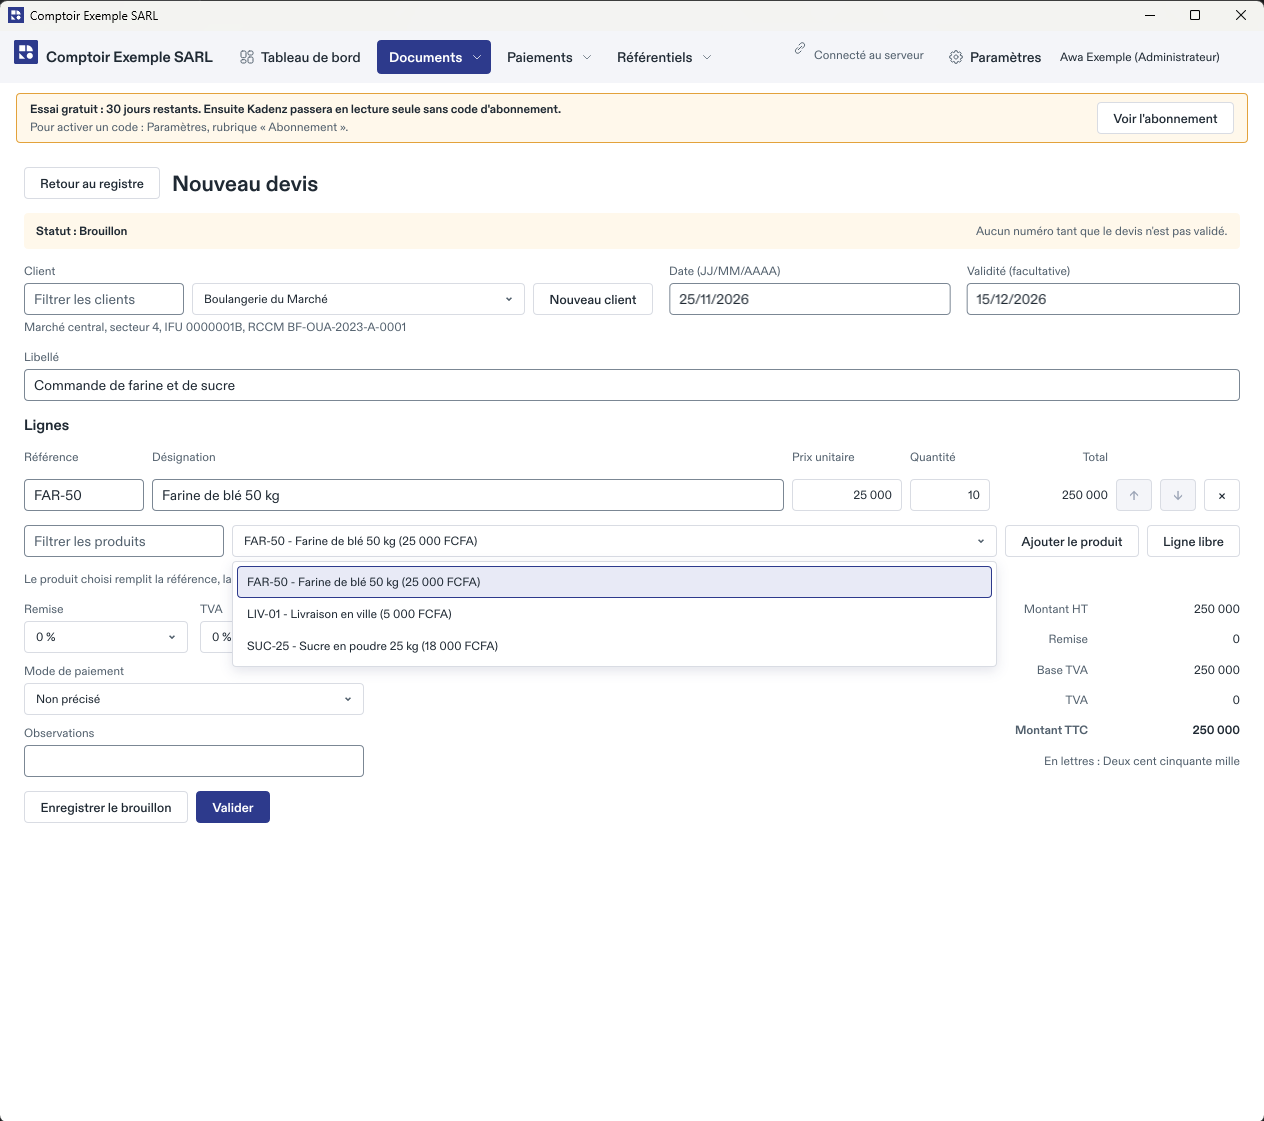 Comptoir Exemple SARL
Comptoir Exemple SARL
Tableau de bord
Documents
Paiements
Référentiels
Connecté au serveur
Paramètres
Awa Exemple (Administrateur)
Essai gratuit : 30 jours restants. Ensuite Kadenz passera en lecture seule sans code d'abonnement.
Pour activer un code : Paramètres, rubrique « Abonnement ».
Voir l'abonnement
Retour au registre
Nouveau devis
Statut : Brouillon
Aucun numéro tant que le devis n'est pas validé.
Client
Date (JJ/MM/AAAA)
Validité (facultative)
Filtrer les clients
Boulangerie du Marché
Nouveau client
25/11/2026
15/12/2026
Marché central, secteur 4, IFU 0000001B, RCCM BF-OUA-2023-A-0001
Libellé
Commande de farine et de sucre
Lignes
Référence
Désignation
Prix unitaire
Quantité
Total
FAR-50
Farine de blé 50 kg
25 000
10
250 000
Filtrer les produits
FAR-50 - Farine de blé 50 kg (25 000 FCFA)
Ajouter le produit
Ligne libre
Le produit choisi remplit la référence, la
FAR-50 - Farine de blé 50 kg (25 000 FCFA)
LIV-01 - Livraison en ville (5 000 FCFA)
SUC-25 - Sucre en poudre 25 kg (18 000 FCFA)
Remise
TVA
0 %
0 %
Montant HT
250 000
Remise
0
Base TVA
250 000
TVA
0
Montant TTC
250 000
En lettres : Deux cent cinquante mille
Mode de paiement
Non précisé
Observations
Enregistrer le brouillon
Valider